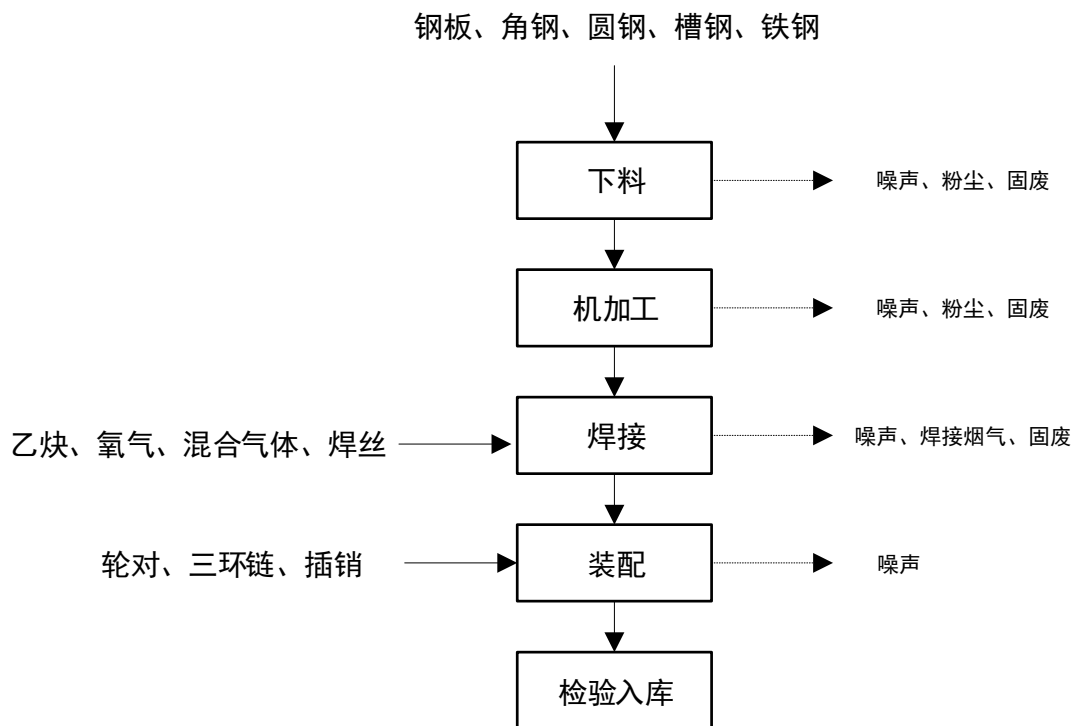 钢板、角钢、圆钢、槽钢、铁钢
下料
噪声、粉尘、固废
机加工
噪声、粉尘、固废
乙炔、氧气、混合气体、焊丝
焊接
噪声、焊接烟气、固废
轮对、三环链、插销
装配
噪声
检验入库